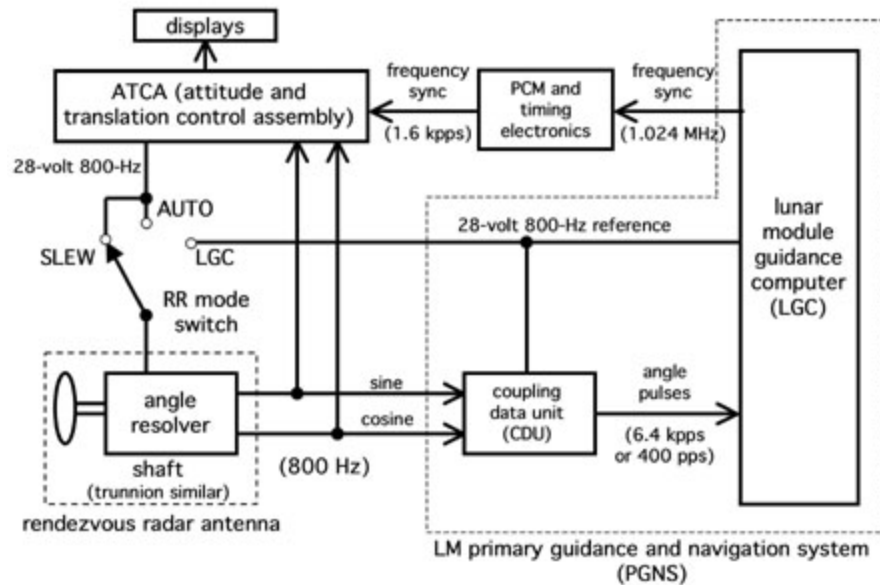 displays
ATCA (attitude and
translation control assembly)
frequency
sync
(1.6 kpps)
PCM and
timing
electronics
frequency
sync
(1.024 MHz)
28-volt 800-Hz
AUTO
SLEW
LGC
RR mode
switch
28-volt 800-Hz reference
lunar
module
guidance
computer
(LGC)
angle
resolver
shaft
(trunnion similar)
rendezvous radar antenna
sine
cosine
(800 Hz)
coupling
data unit
(CDU)
angle
pulses
(6.4 kpps
or 400 pps)
LM primary guidance and navigation system
(PGNS)